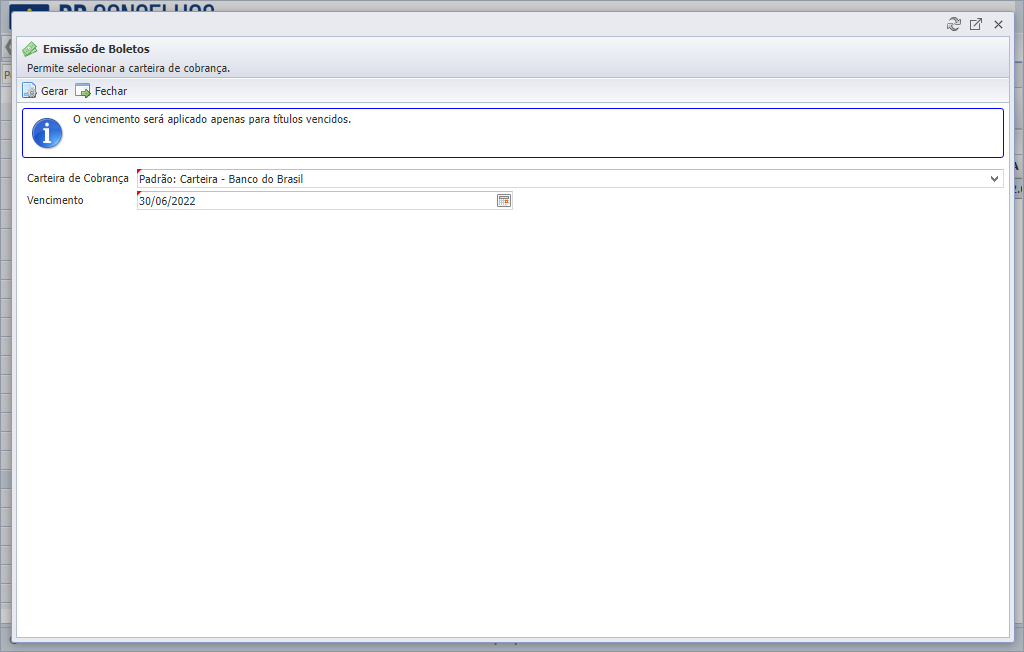 Emissão de Boletos
Permite selecionar a carteira de cobrança.
Gerar Fechar
O vencimento será aplicado apenas para títulos vencidos.
Carteira de Cobrança Padrão: Carteira - Banco do Brasil
Vencimento 30/06/2022